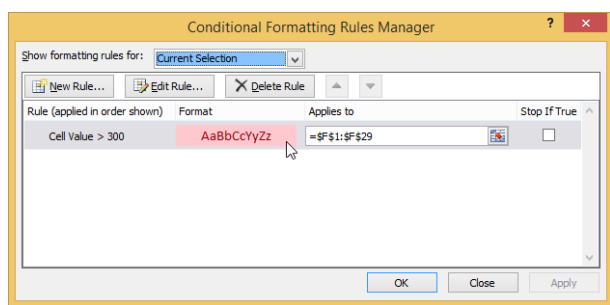 Conditional Formatting Rules Manager ? ×
Show formatting rules for: Current Selection
New Rule... Edit Rule... Delete Rule
Rule (applied in order shown) Format Applies to Stop If True
Cell Value > 300 AaBbCcYyZz =$F$1:$F$29
OK Close Apply